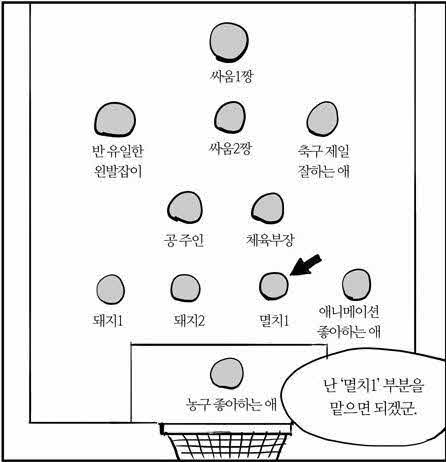 싸움1짱
반 유일한
왼발잡이
싸움2짱
축구 제일
잘하는 애
공 주인
체육부장
돼지1
돼지2
멸치1
애니메이션
좋아하는 애
농구 좋아하는 애
난 ‘멸치1’ 부분을
맡으면 되겠군.